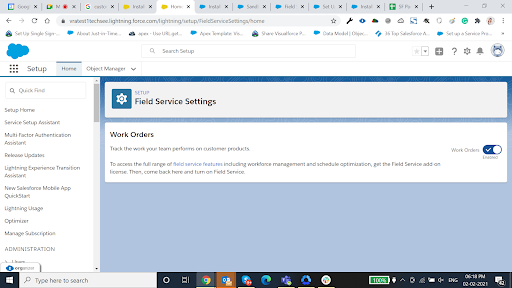 Goog
M
cooki
Instal
Home
Instal
Sandl
Field
Set U
Instal
enatest1techwe.lightning.force.com/lightning/setup/FieldServiceSettings/home
Set Up Single Sign-...
About Just-in-Time...
apex - Use URL.get...
Apex Template: Vis...
Share Visualforce P...
Data Model | Objec...
35 Top Salesforce A...
Set up a Service Pro...
Search Setup
Setup
Home
Object Manager
Quick Find
Setup Home
Service Setup Assistant
Multi Factor Authentication
Assistant
Release Updates
Lightning Experience Transition
Assistant
New Salesforce Mobile App
QuickStart
Lightning Usage
Optimizer
Manage Subscription
ADMINISTRATION
Users
SETUP
Field Service Settings
Work Orders
Track the work your team performs on customer products.
Work Orders
Enabled
To access the full range of field service features including workforce management and schedule optimization, get the Field Service add-on
license. Then, come back here and turn on Field Service.
Type here to search
100%
ENG
06:18 PM
02-02-2021